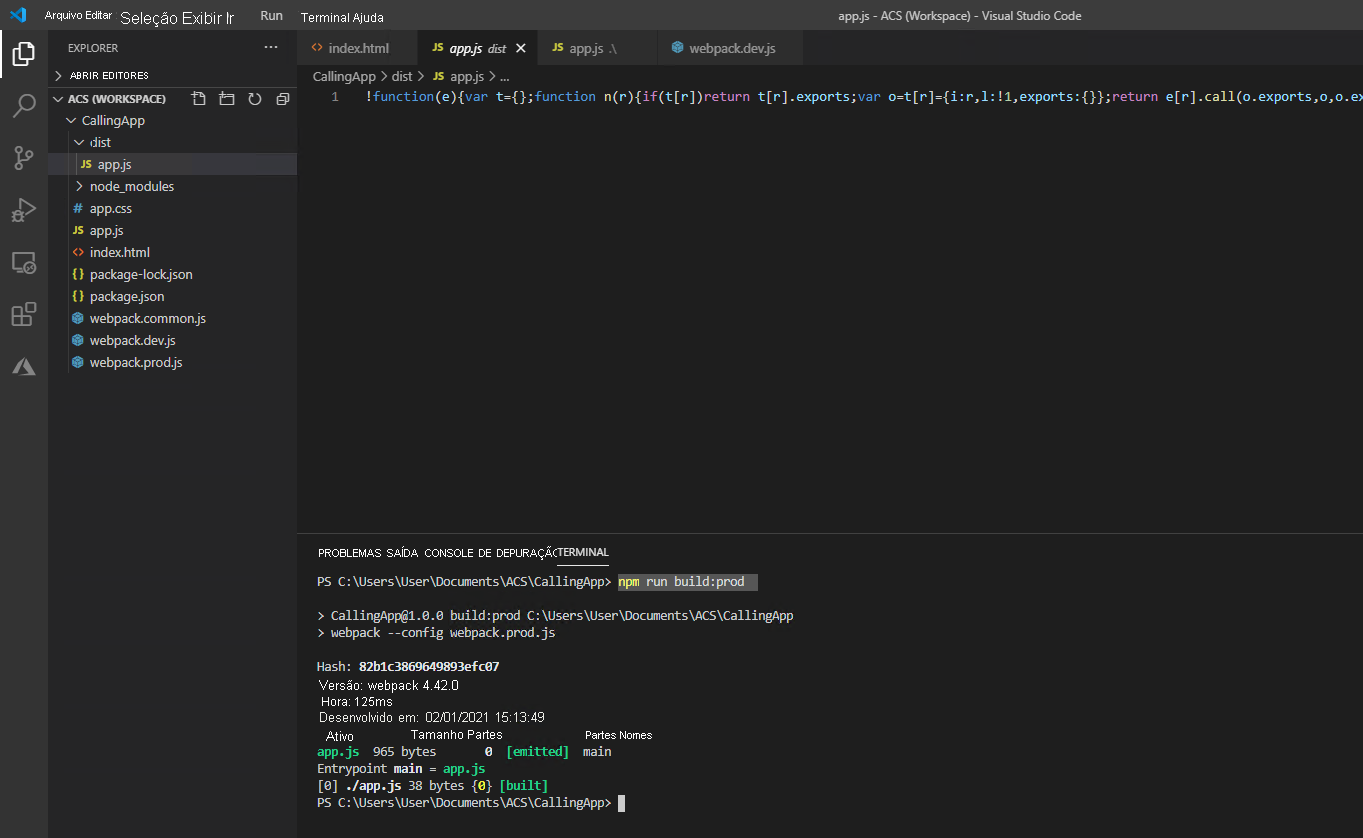 Arquivo Editar Seleção Exibir Ir Run Terminal Ajuda app.js - ACS (Workspace) - Visual Studio Code
EXPLORER ...
ABRIR EDITORES
ACS (WORKSPACE)
CallingApp
dist
JS app.js
node_modules
# app.css
JS app.js
<> index.html
{} package-lock.json
{} package.json
webpack.common.js
webpack.dev.js
webpack.prod.js
<> index.html JS app.js dist JS app.js .\ webpack.dev.js
CallingApp > dist > JS app.js > ...
1 !function(e){var t={};function n(r){if(t[r])return t[r].exports;var o=t[r]={i:r,l:!1,exports:{}};return e[r].call(o.exports,o,o.ex
PROBLEMAS SAÍDA CONSOLE DE DEPURAÇÃO TERMINAL
PS C:\Users\User\Documents\ACS\CallingApp> npm run build:prod
> CallingApp@1.0.0 build:prod C:\Users\User\Documents\ACS\CallingApp
> webpack --config webpack.prod.js
Hash: 82b1c3869649893efc07
Versão: webpack 4.42.0
Hora: 125ms
Desenvolvido em: 02/01/2021 15:13:49
Ativo Tamanho Partes Partes Nomes
app.js 965 bytes 0 [emitted] main
Entrypoint main = app.js
[0] ./app.js 38 bytes {0} [built]
PS C:\Users\User\Documents\ACS\CallingApp>